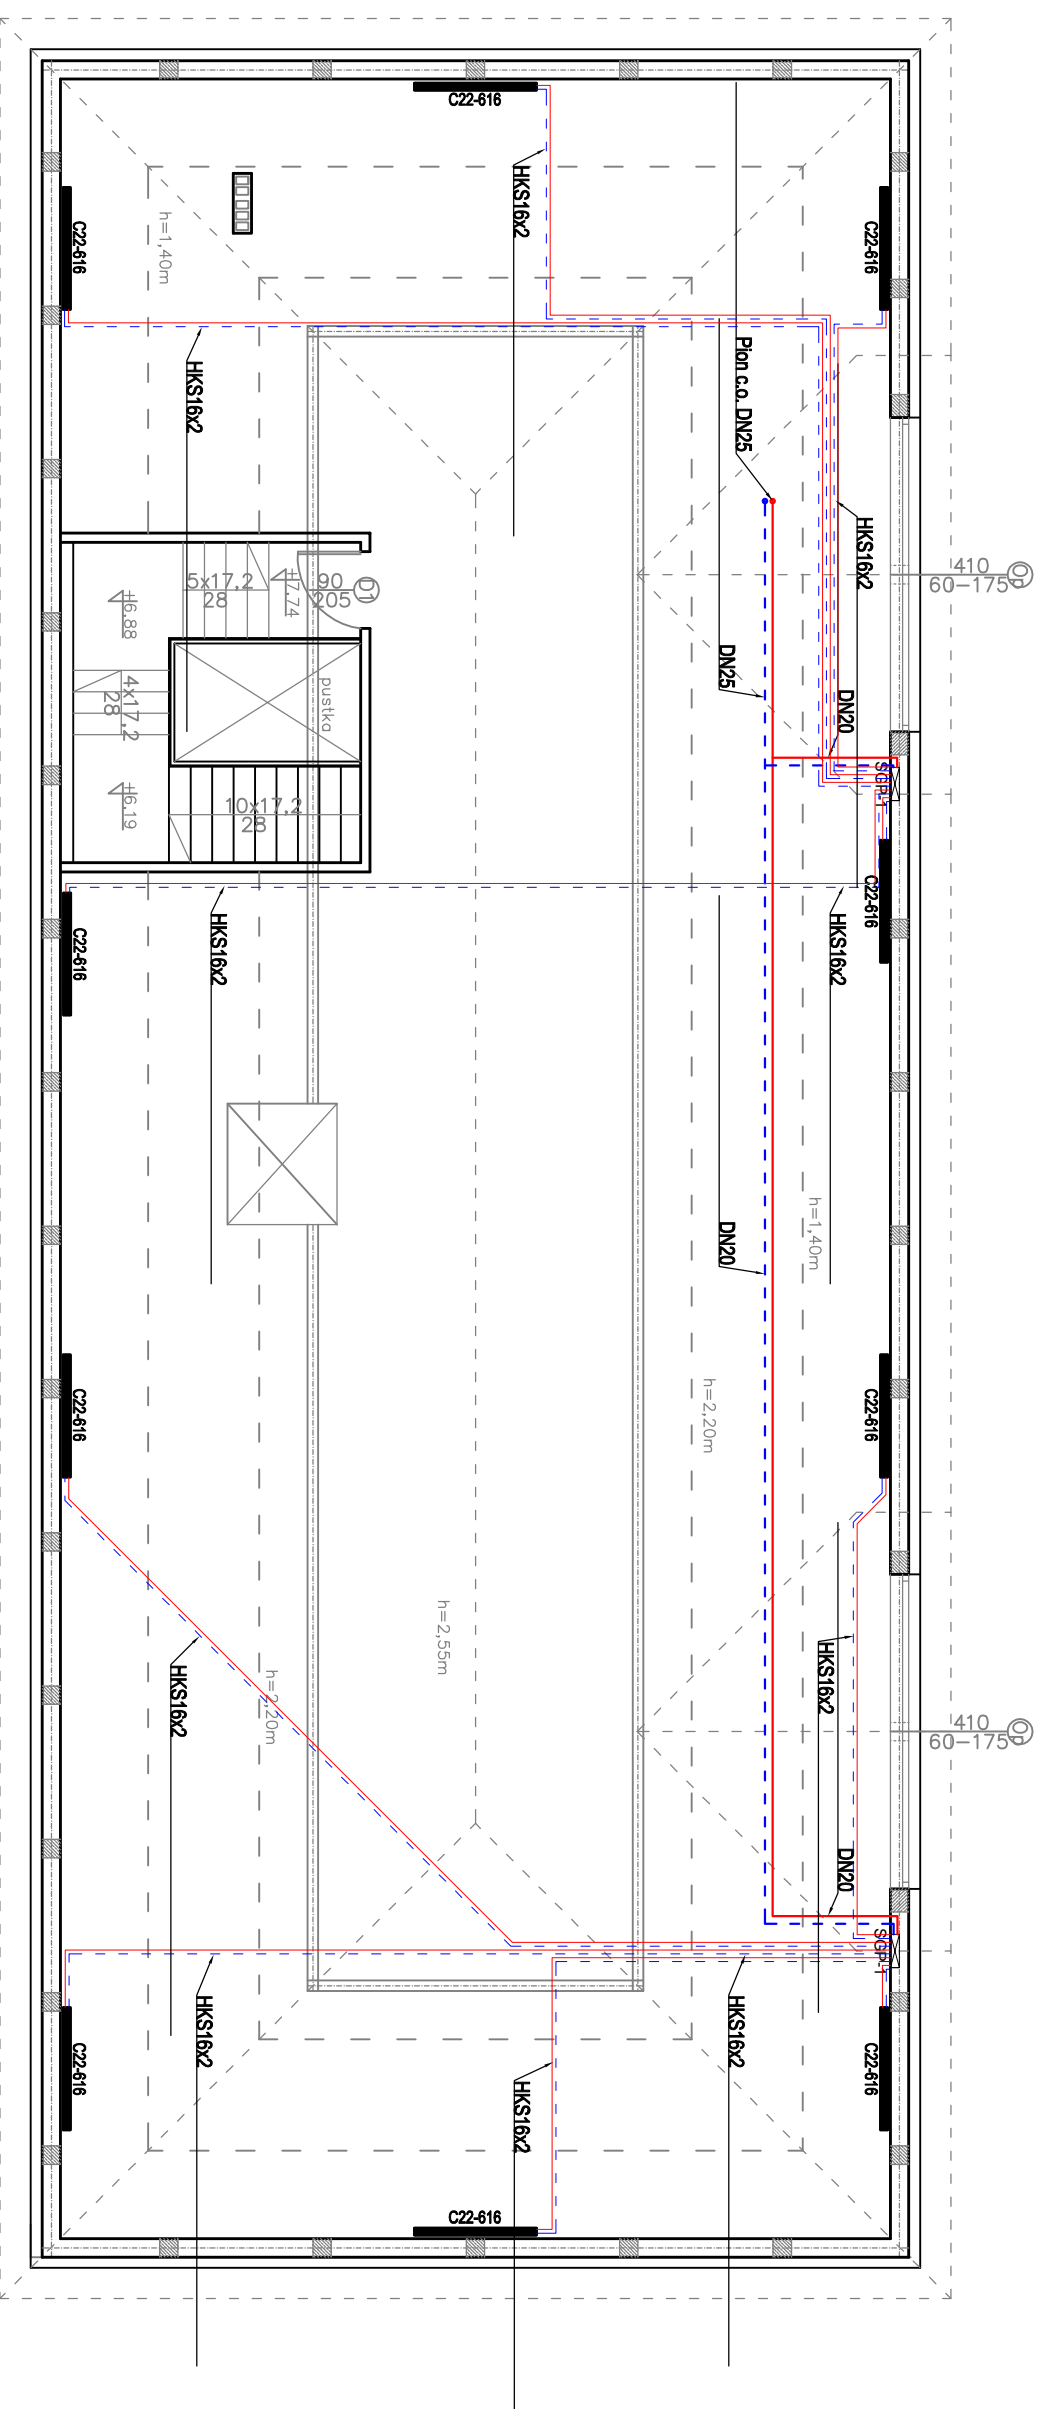 C22-616
HKS16x2
C22-616
C22-616
h=1,40m
Pion c.o. DN25
HKS16x2
HKS16x2
410
60-175
5x17,2
28
90
205
01
±7.74
±6.88
DN25
pustka
4x17,2
28
DN20
SGP-1
±6.19
10x17,2
28
C22-616
HKS16x2
HKS16x2
C22-616
h=1,40m
DN20
C22-616
C22-616
h=2,20m
h=2,55m
HKS16x2
h=2,20m
HKS16x2
410
60-175
DN20
SGP-1
HKS16x2
HKS16x2
C22-616
C22-616
HKS16x2
C22-616